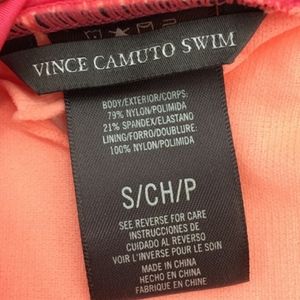 VINCE CAMUTO SWIM
BODY/EXTERIOR/CORPS:
79% NYLON/POLIMIDA
21% SPANDEX/ELASTANO
LINING/FORRO/DOUBLURE:
100% NYLON/POLIMIDA
S/CH/P
SEE REVERSE FOR CARE
INSTRUCCIONES DE
CUIDADO AL REVERSO
VOIR L'INVERSE POUR LE SOIN
MADE IN CHINA
HECHO EN CHINA
FABRIQUE EN CHINE